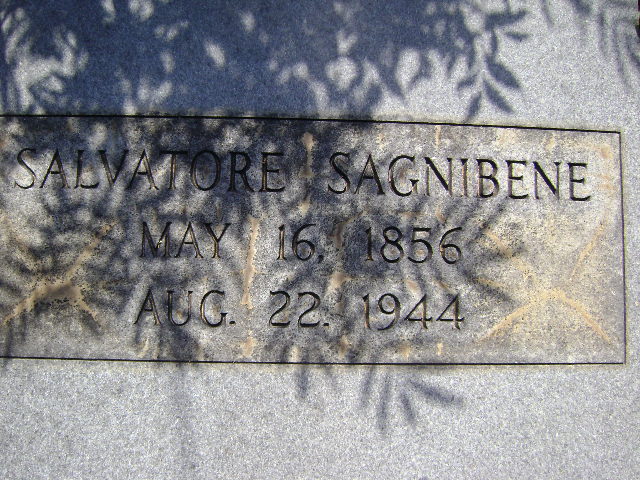 SALVATORE SAGNIBENE
MAY 16, 1856
AUG. 22. 1944